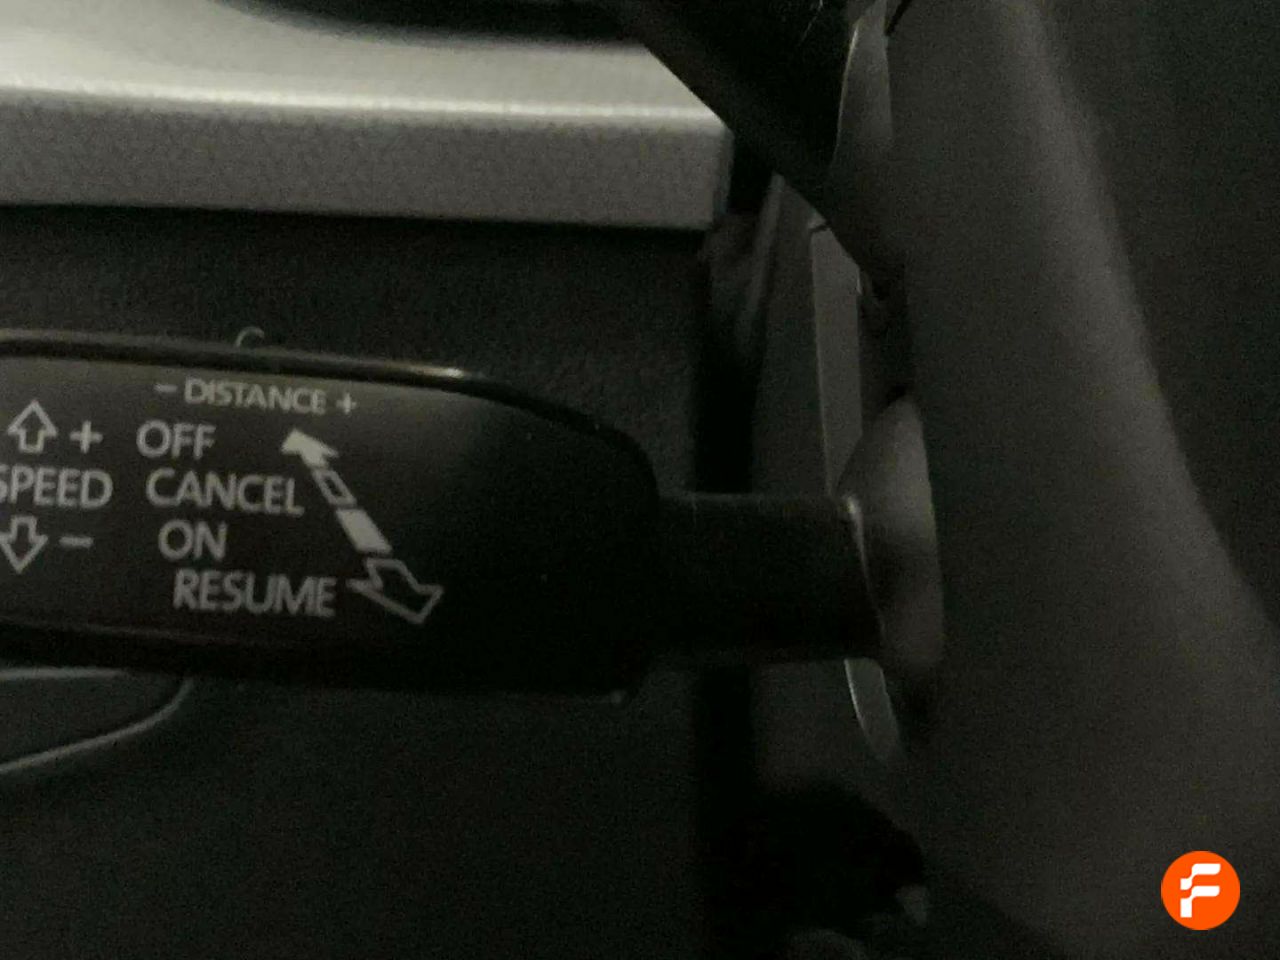 - DISTANCE +
+ OFF
SPEED CANCEL
- ON
RESUME